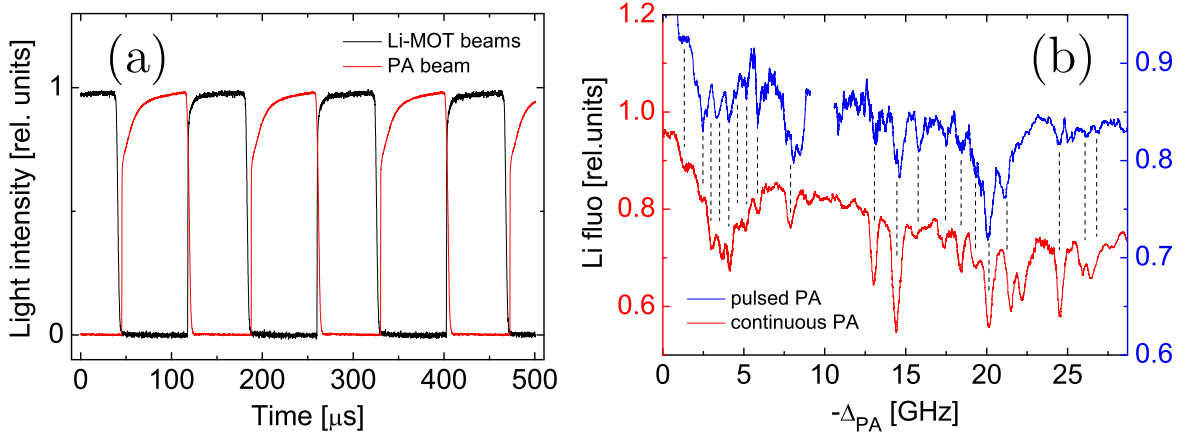 (a)
Li-MOT beams
PA beam
Light intensity [rel. units]
1
0
0
100
200
300
400
500
Time [μs]
(b)
Li fluo [rel.units]
1.2
1.0
0.8
0.6
0.9
0.8
0.7
0.6
pulsed PA
continuous PA
0
5
10
15
20
25
-Δ_PA [GHz]